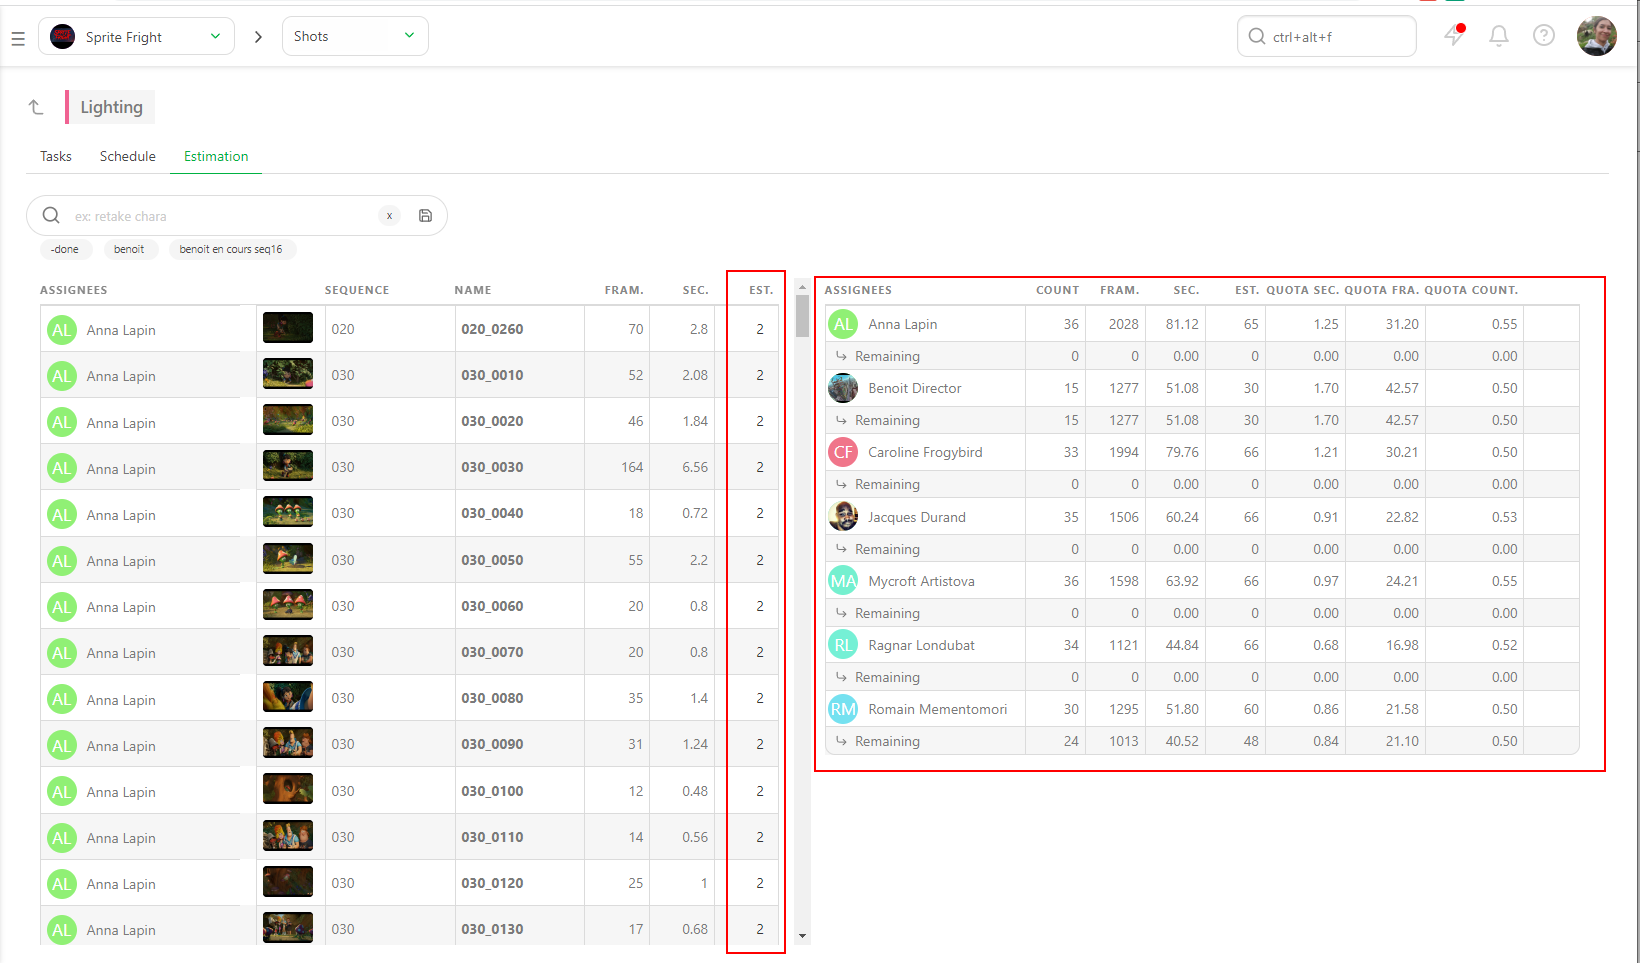 Sprite Fright
Shots
ctrl+alt+f
Lighting
Tasks Schedule Estimation
ex: retake chara x
-done benoit benoit en cours seq16
ASSIGNEES SEQUENCE NAME FRAM. SEC. EST.
AL Anna Lapin 020 020_0260 70 2.8 2
AL Anna Lapin 030 030_0010 52 2.08 2
AL Anna Lapin 030 030_0020 46 1.84 2
AL Anna Lapin 030 030_0030 164 6.56 2
AL Anna Lapin 030 030_0040 18 0.72 2
AL Anna Lapin 030 030_0050 55 2.2 2
AL Anna Lapin 030 030_0060 20 0.8 2
AL Anna Lapin 030 030_0070 20 0.8 2
AL Anna Lapin 030 030_0080 35 1.4 2
AL Anna Lapin 030 030_0090 31 1.24 2
AL Anna Lapin 030 030_0100 12 0.48 2
AL Anna Lapin 030 030_0110 14 0.56 2
AL Anna Lapin 030 030_0120 25 1 2
AL Anna Lapin 030 030_0130 17 0.68 2
ASSIGNEES COUNT FRAM. SEC. EST. QUOTA SEC. QUOTA FRA. QUOTA COUNT.
AL Anna Lapin 36 2028 81.12 65 1.25 31.20 0.55
Remaining 0 0 0.00 0 0.00 0.00 0.00
Benoit Director 15 1277 51.08 30 1.70 42.57 0.50
Remaining 15 1277 51.08 30 1.70 42.57 0.50
CF Caroline Frogybird 33 1994 79.76 66 1.21 30.21 0.50
Remaining 0 0 0.00 0 0.00 0.00 0.00
Jacques Durand 35 1506 60.24 66 0.91 22.82 0.53
Remaining 0 0 0.00 0 0.00 0.00 0.00
MA Mycroft Artistova 36 1598 63.92 66 0.97 24.21 0.55
Remaining 0 0 0.00 0 0.00 0.00 0.00
RL Ragnar Londubat 34 1121 44.84 66 0.68 16.98 0.52
Remaining 0 0 0.00 0 0.00 0.00 0.00
RM Romain Mementomori 30 1295 51.80 60 0.86 21.58 0.50
Remaining 24 1013 40.52 48 0.84 21.10 0.50